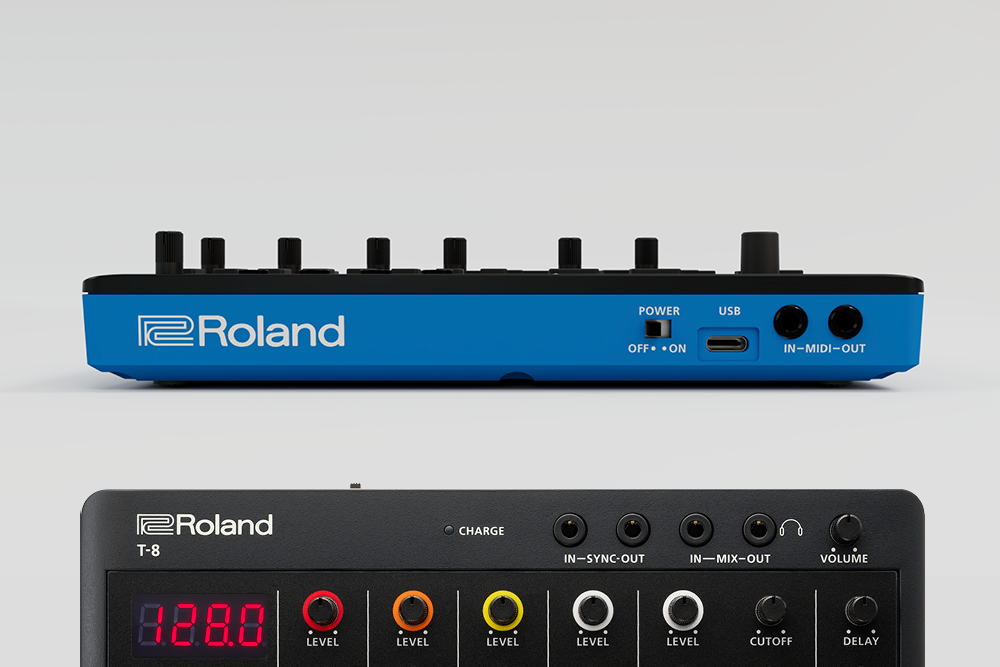 POWER
USB
Roland
OFF• •ON
IN–MIDI–OUT
Roland
T-8
CHARGE
IN–SYNC-OUT
IN—MIX–OUT
VOLUME
128.0
LEVEL
LEVEL
LEVEL
LEVEL
LEVEL
CUTOFF
DELAY